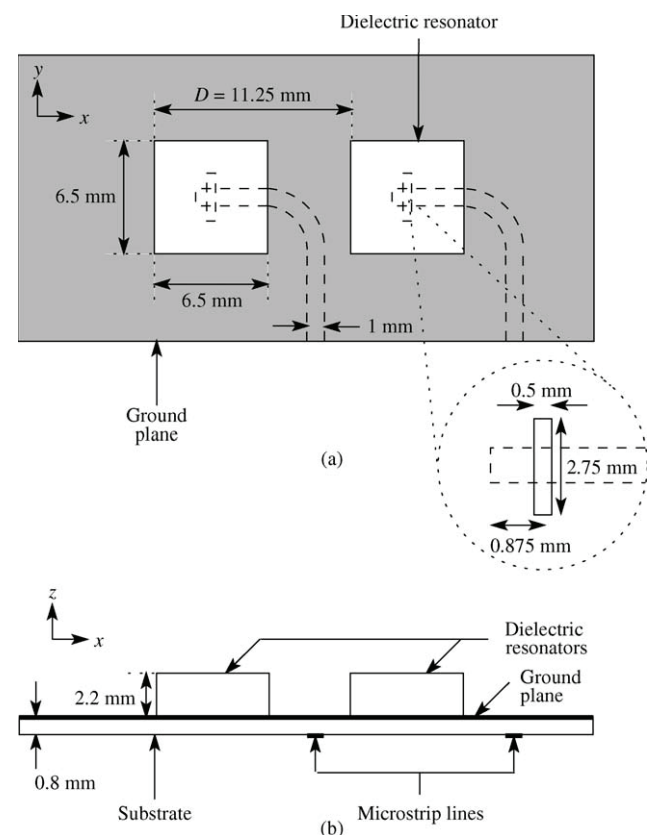 Dielectric
resonator
y
x
D = 11.25 mm
6.5 mm
6.5 mm
1 mm
Ground
plane
(a)
0.5 mm
2.75 mm
0.875 mm
z
x
Dielectric
resonators
Ground
plane
2.2 mm
0.8 mm
Substrate
Microstrip lines
(b)